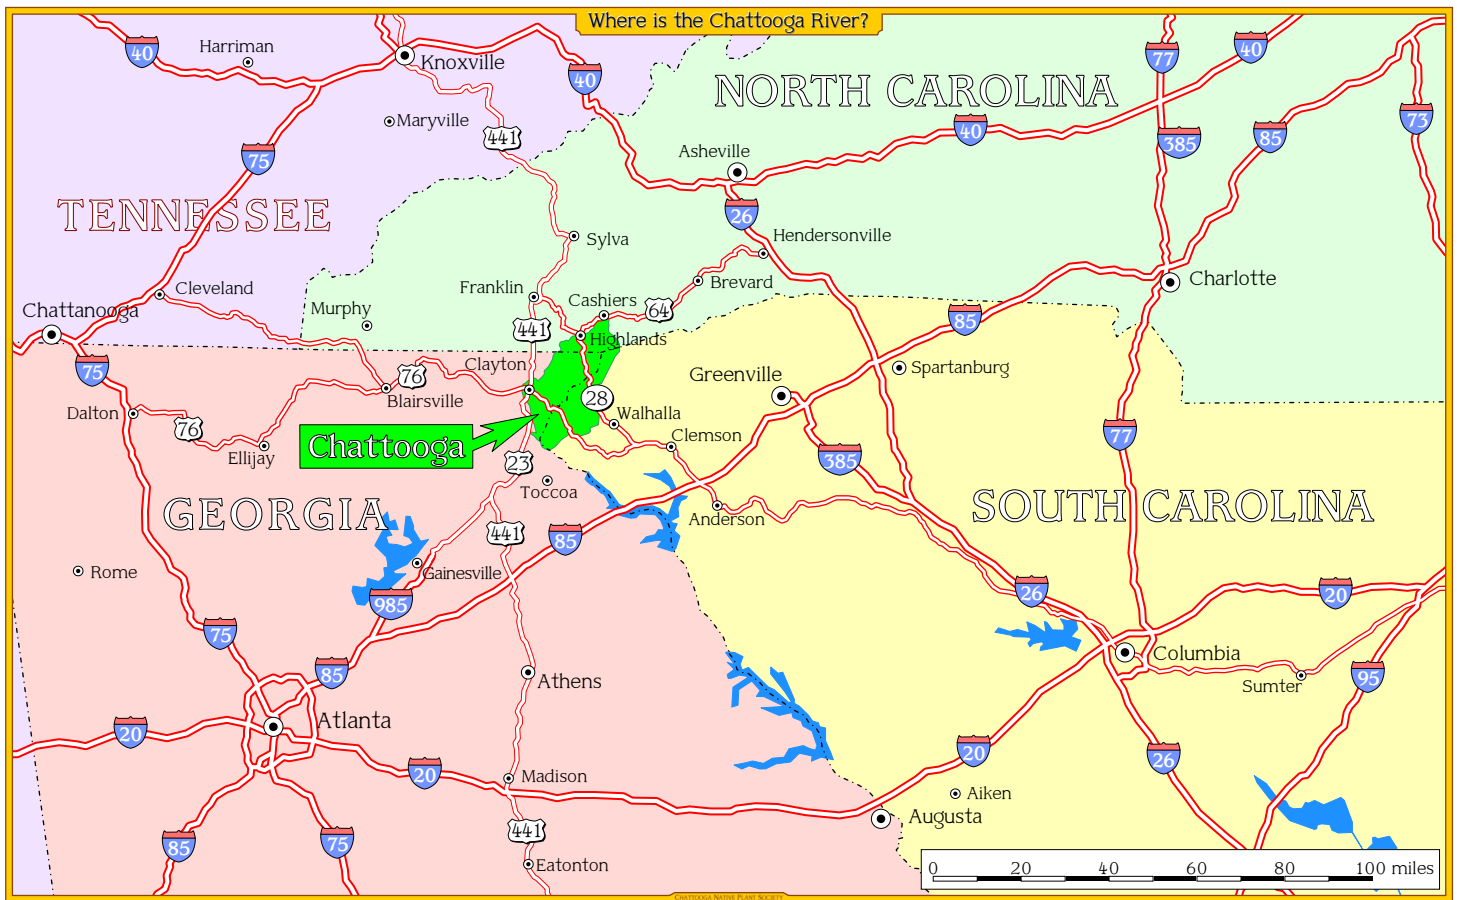 Where is the Chattooga River?
40
Harriman
Knoxville
40
77
40
NORTH CAROLINA
Maryville
441
40
73
85
385
75
Asheville
TENNESSEE
26
Sylva
Hendersonville
Charlotte
Cleveland
Franklin
Brevard
Cashiers
64
Chattanooga
Murphy
441
Highlands
85
75
Clayton
76
Greenville
Spartanburg
Blairsville
28
Dalton
76
Walhalla
77
Clemson
Chattooga
Ellijay
23
385
Toccoa
SOUTH CAROLINA
GEORGIA
Anderson
441
85
Rome
Gainesville
985
26
20
75
Columbia
85
Athens
Sumter
95
Atlanta
20
20
26
20
Madison
Aiken
Augusta
441
85
75
Eatonton
0 20 40 60 80 100 miles
CHATTOOGA NATIVE PLANT SOCIETY